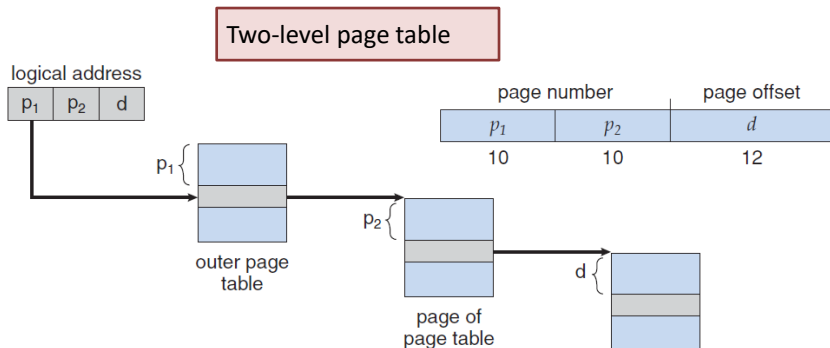 Two-level page table
logical address
p₁ p₂ d
page number page offset
p₁ p₂ d
10 10 12
p₁
outer page
table
p₂
page of
page table
d